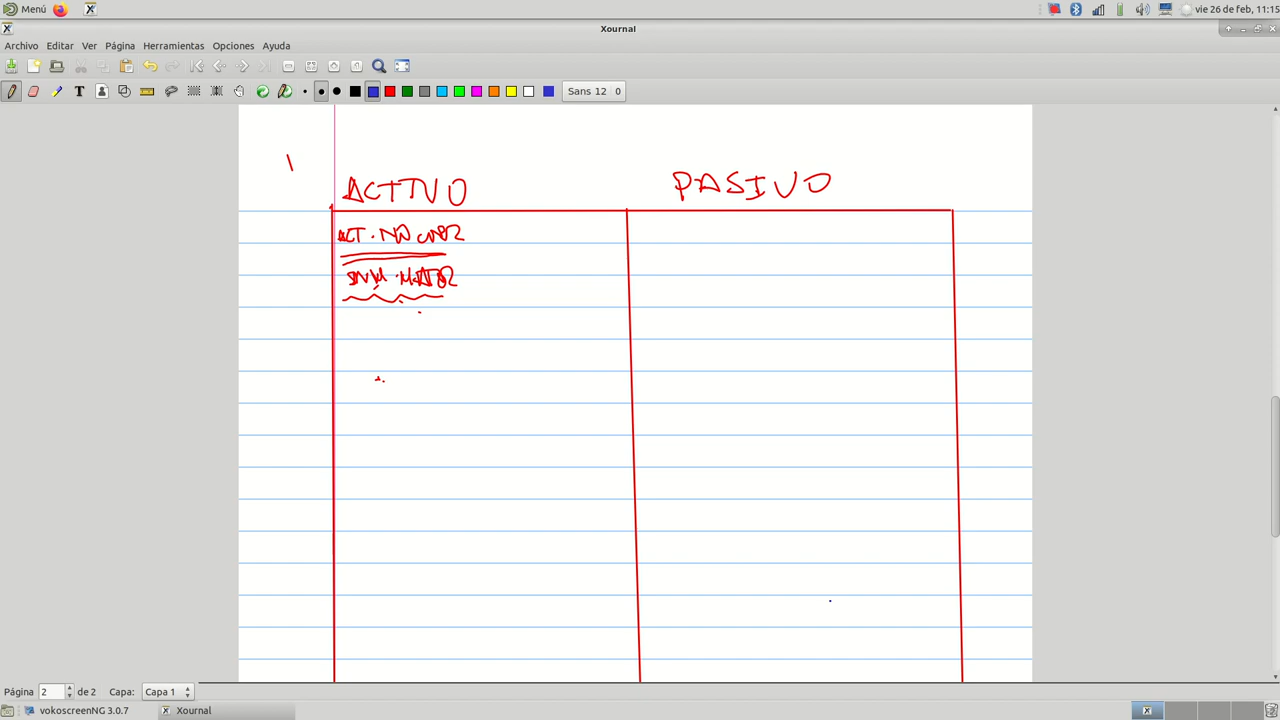 Menú
vie 26 de feb, 11:15
Xournal
Archivo Editar Ver Página Herramientas Opciones Ayuda
Sans 12 0
1
ACTIVO PASIVO
ACT. NO CORR
INM. MATER
Página 2 de 2 Capa: Capa 1
vokoscreenNG 3.0.7 Xournal